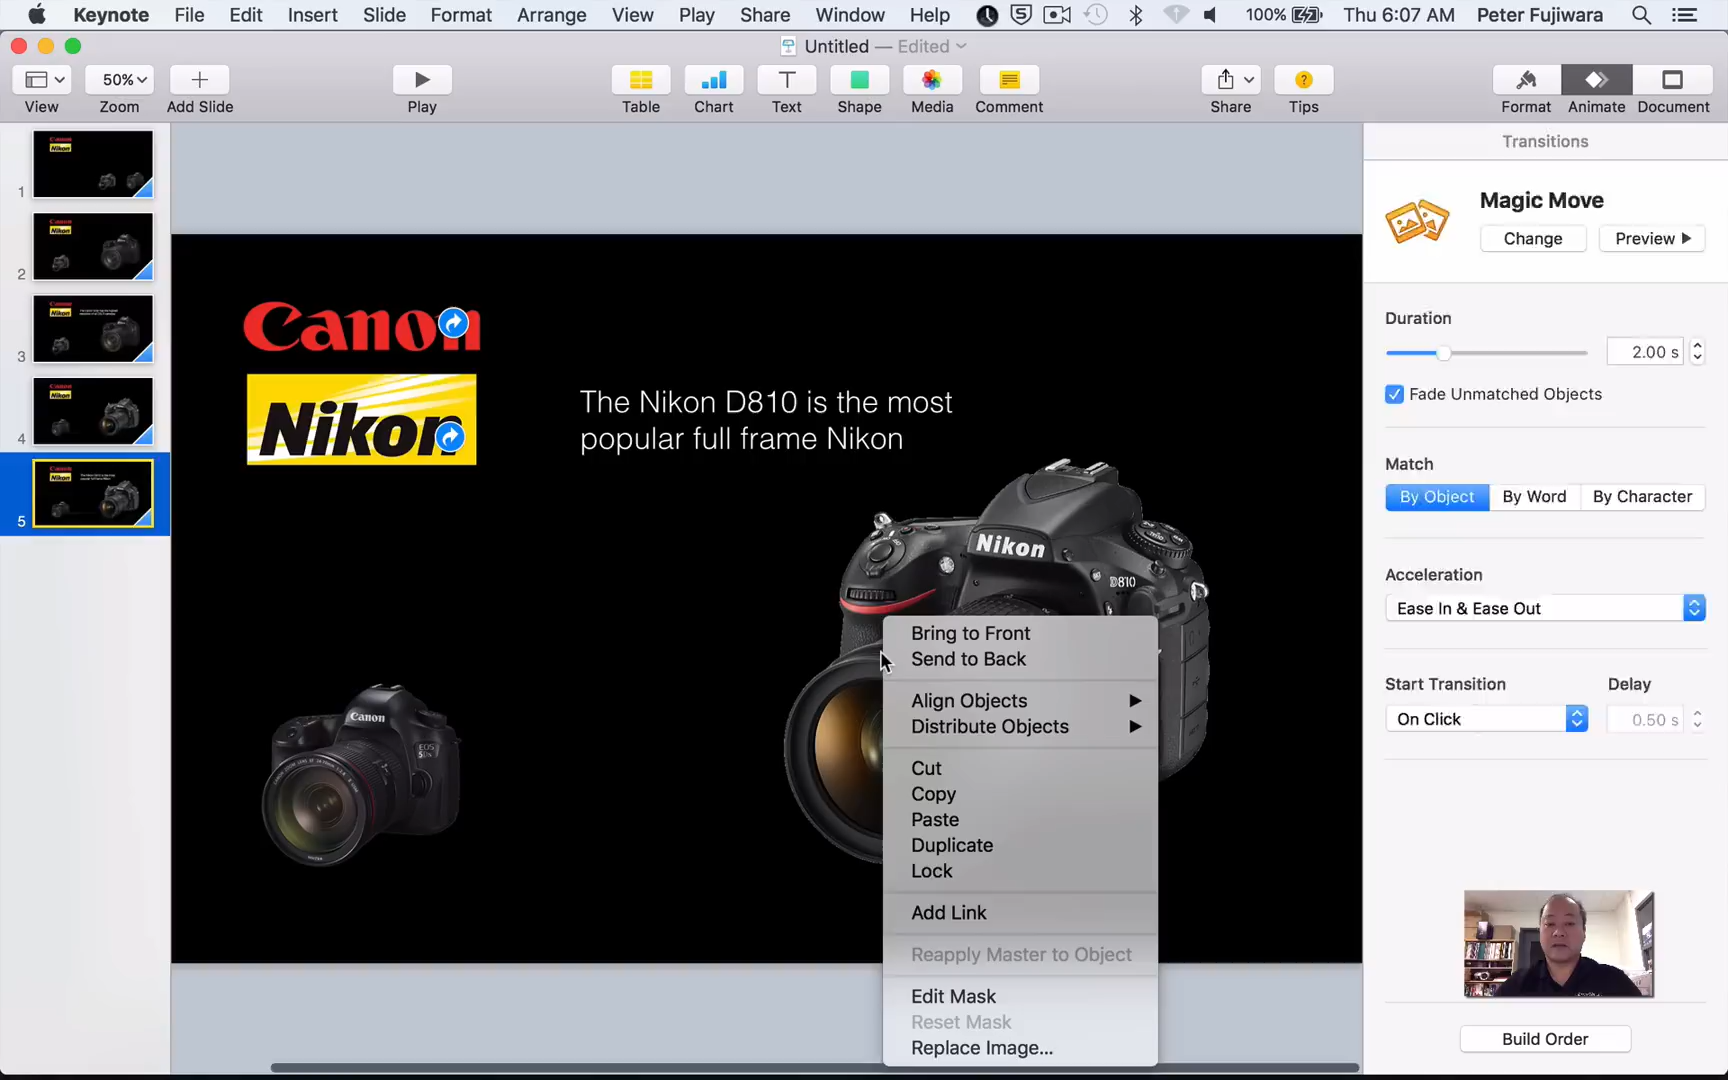 Keynote File Edit Insert Slide Format Arrange View Play Share Window Help 5 100% Thu 6:07 AM Peter Fujiwara
Untitled — Edited
50%
View Zoom Add Slide Play Table Chart Text Shape Media Comment Share Tips Format Animate Document
Transitions
Magic Move
Change Preview
Duration
2.00 s
Fade Unmatched Objects
Match
By Object By Word By Character
Acceleration
Ease In & Ease Out
Start Transition Delay
On Click 0.50 s
Build Order
1
2
3
4
5
Canon
Nikon
The Nikon D810 is the most
popular full frame Nikon
Nikon
D810
Canon
EOS
Bring to Front
Send to Back
Align Objects
Distribute Objects
Cut
Copy
Paste
Duplicate
Lock
Add Link
Reapply Master to Object
Edit Mask
Reset Mask
Replace Image...